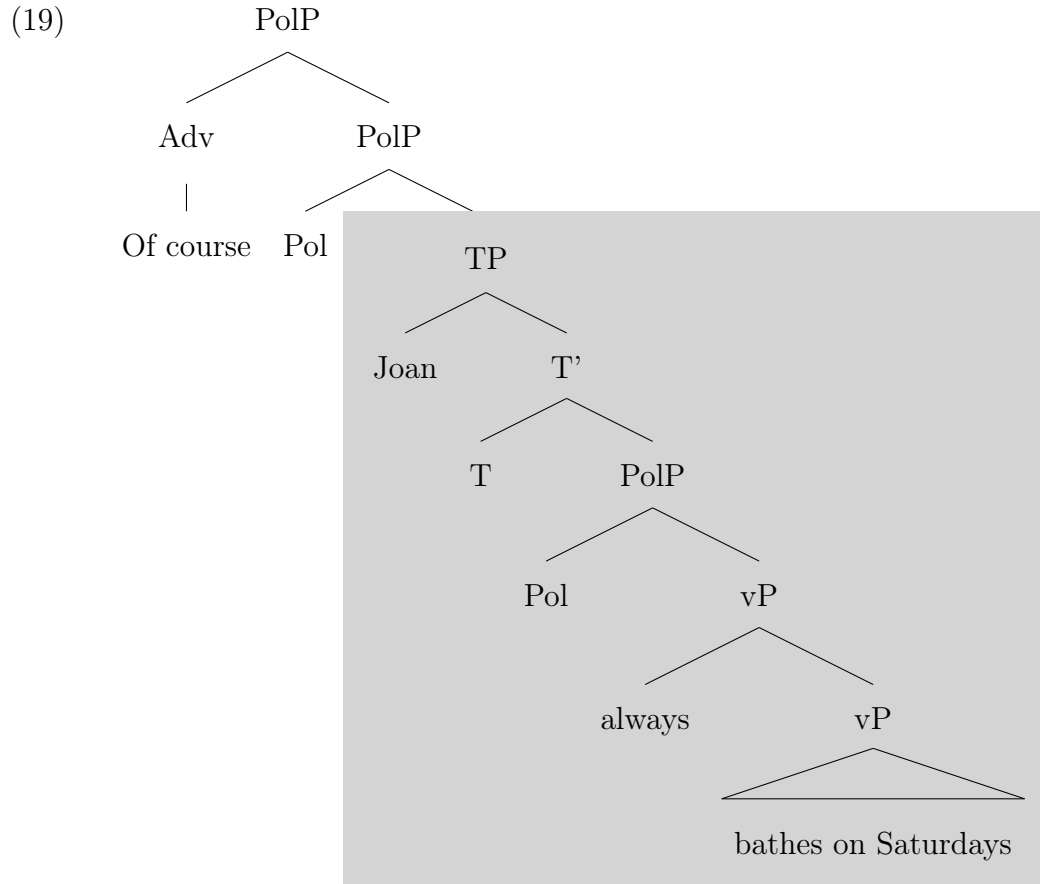 (19) PolP
Adv PolP
Of course Pol TP
Joan T'
T PolP
Pol vP
always vP
bathes on Saturdays